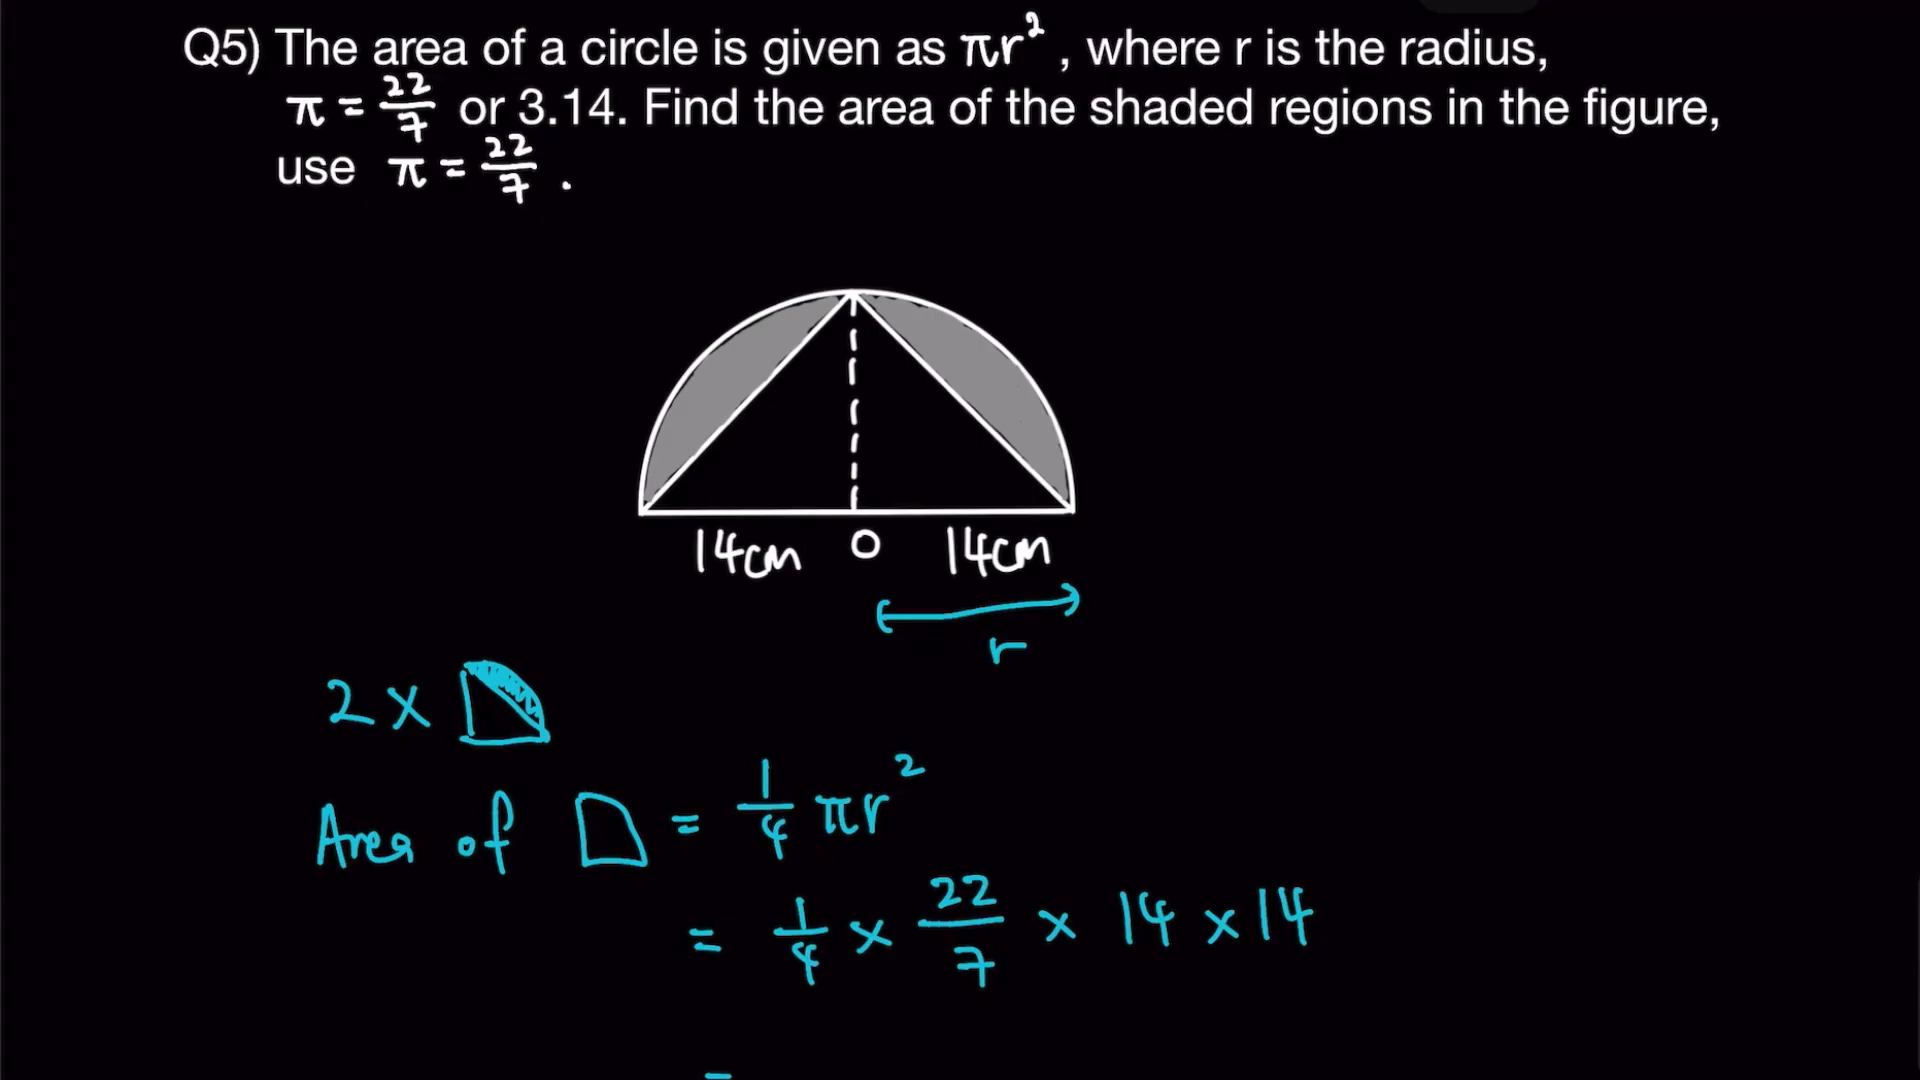 Q5) The area of a circle is given as πr², where r is the radius,
π = 22/7 or 3.14. Find the area of the shaded regions in the figure,
use π = 22/7 .
14cm O 14cm
r
2 ×
Area of = 1/4 πr²
= 1/4 × 22/7 × 14 × 14
=